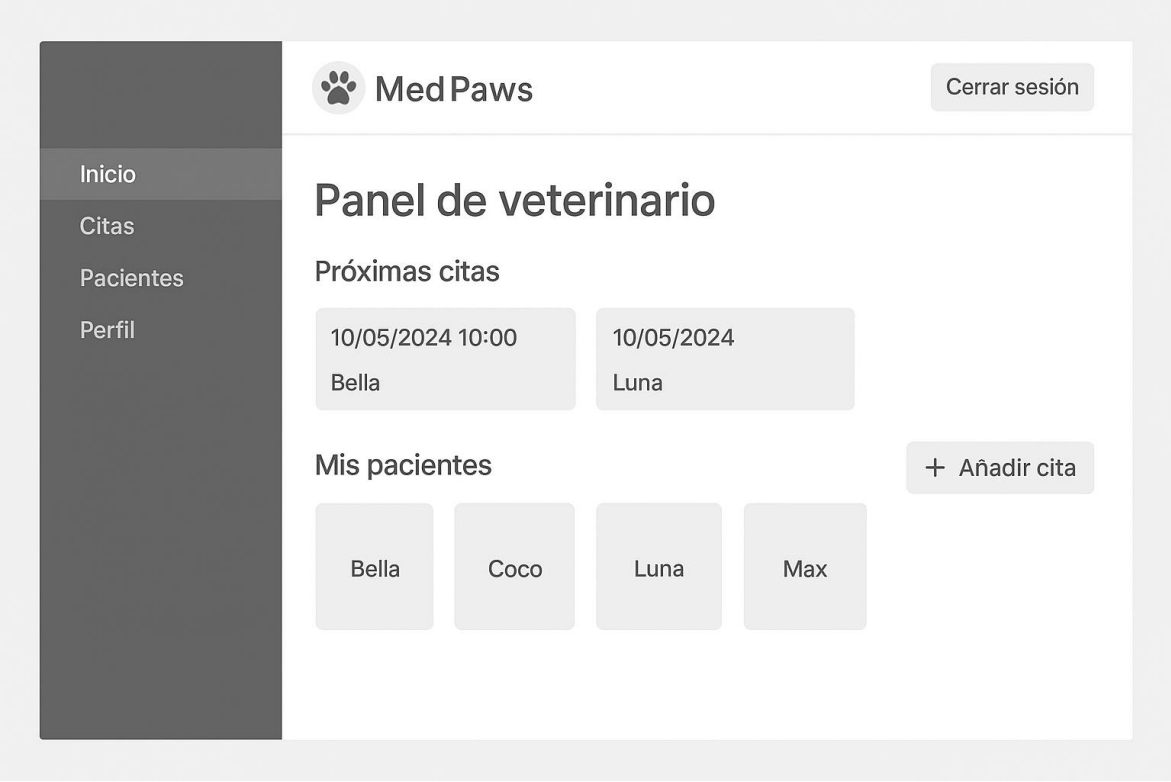 MedPaws
Cerrar sesión
Inicio
Citas
Pacientes
Perfil
Panel de veterinario
Próximas citas
10/05/2024 10:00
Bella
10/05/2024
Luna
Mis pacientes
+ Añadir cita
Bella
Coco
Luna
Max